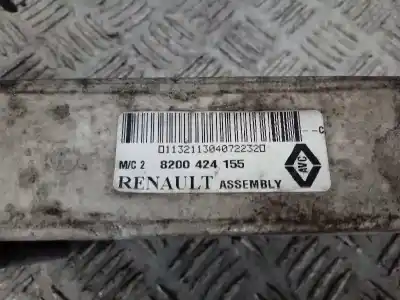 --C
01132113040722320
M/C 2 8200 424 155
AVC
RENAULT ASSEMBLY